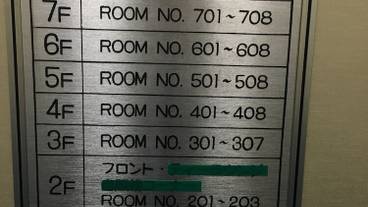 7F ROOM NO. 701~708
6F ROOM NO. 601~608
5F ROOM NO. 501~508
4F ROOM NO. 401~408
3F ROOM NO. 301~307
フロント・
2F
ROOM NO. 201~203